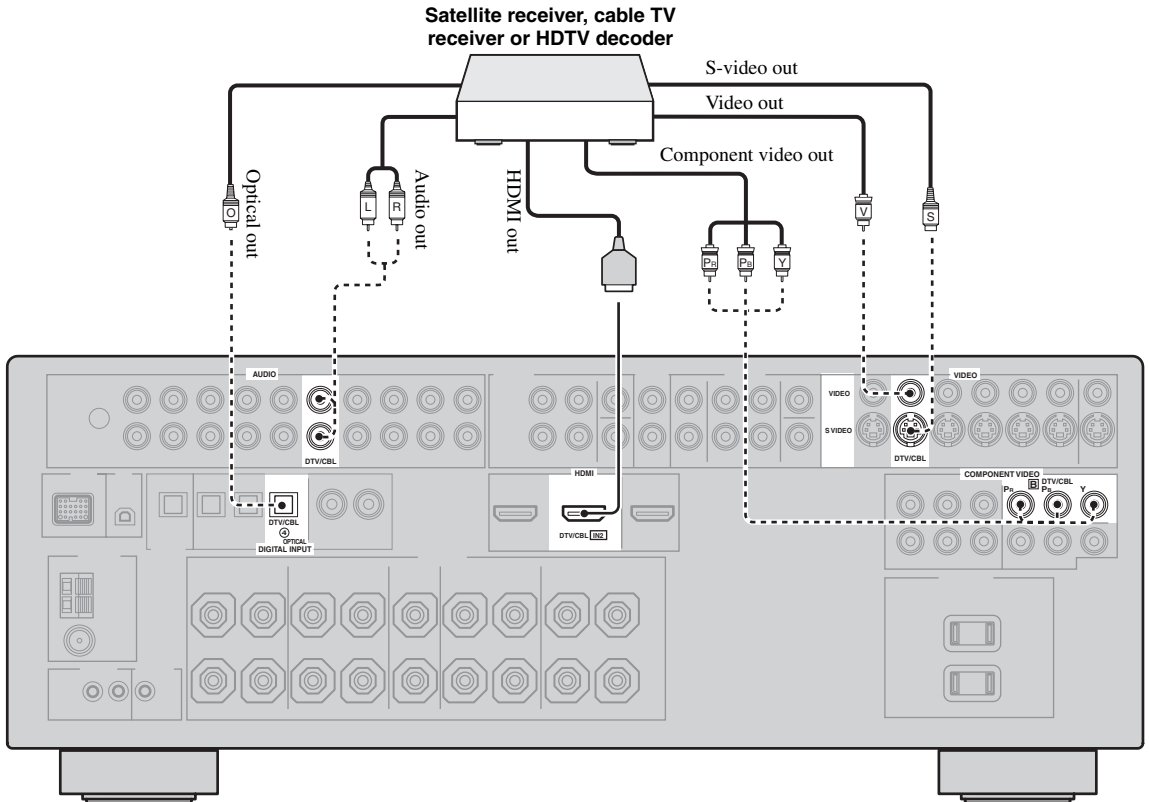 Satellite receiver, cable TV
receiver or HDTV decoder
S-video out
Video out
Component video out
Optical out
Audio out
HDMI out
O
L
R
PR
PB
Y
V
S
AUDIO
VIDEO
VIDEO
S VIDEO
DTV/CBL
DTV/CBL
HDMI
COMPONENT VIDEO
B DTV/CBL
PR
PB
Y
DTV/CBL
4
OPTICAL
DIGITAL INPUT
DTV/CBL IN2